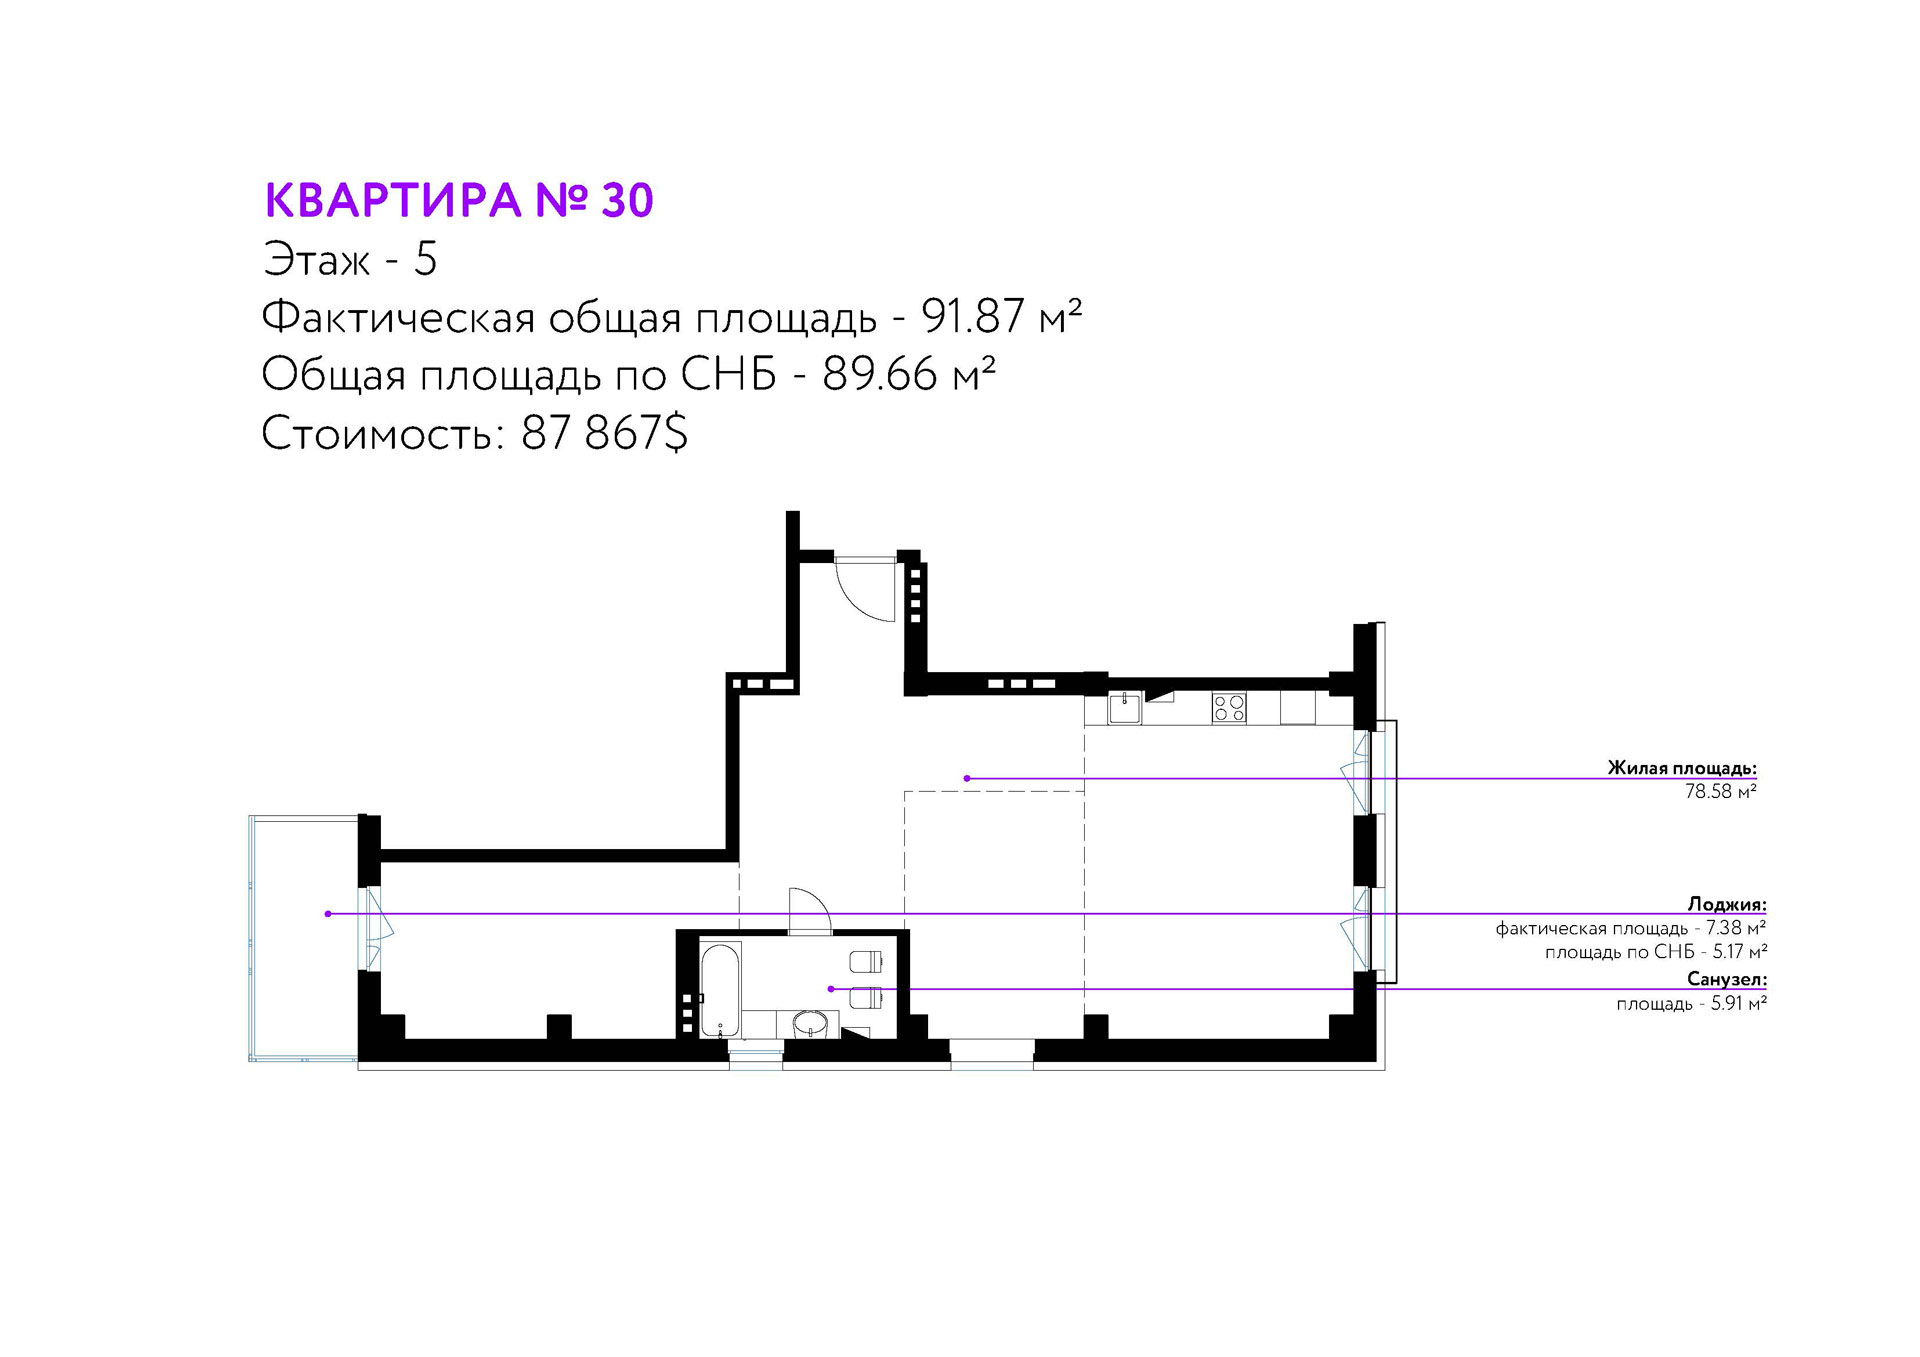 КВАРТИРА № 30
Этаж - 5
Фактическая общая площадь - 91.87 м²
Общая площадь по СНБ - 89.66 м²
Стоимость: 87 867$
Жилая площадь:
78.58 м²
Лоджия:
фактическая площадь - 7.38 м²
площадь по СНБ - 5.17 м²
Санузел:
площадь - 5.91 м²